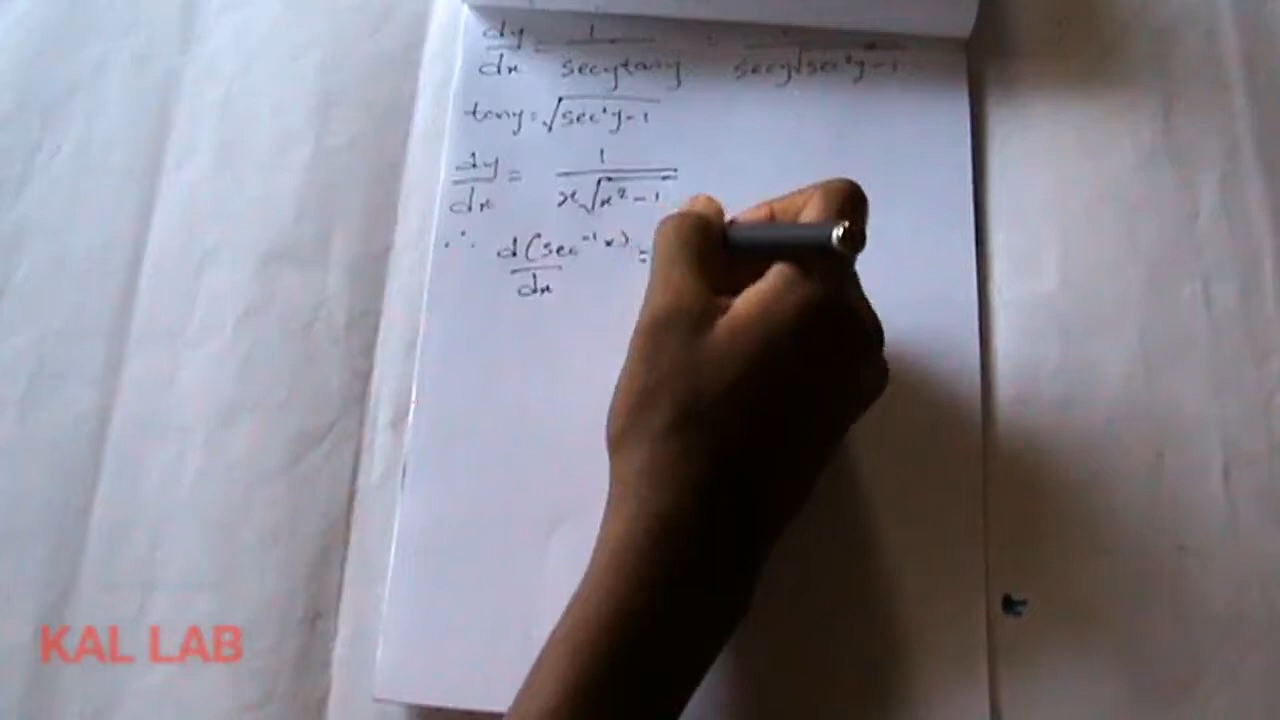 dy/dx = 1/(secy tany) = 1/(secy√(sec²y-1))
tany = √(sec²y-1)
dy/dx = 1/(x√(x²-1))
∴ d(sec⁻¹x)/dx =
KAL LAB